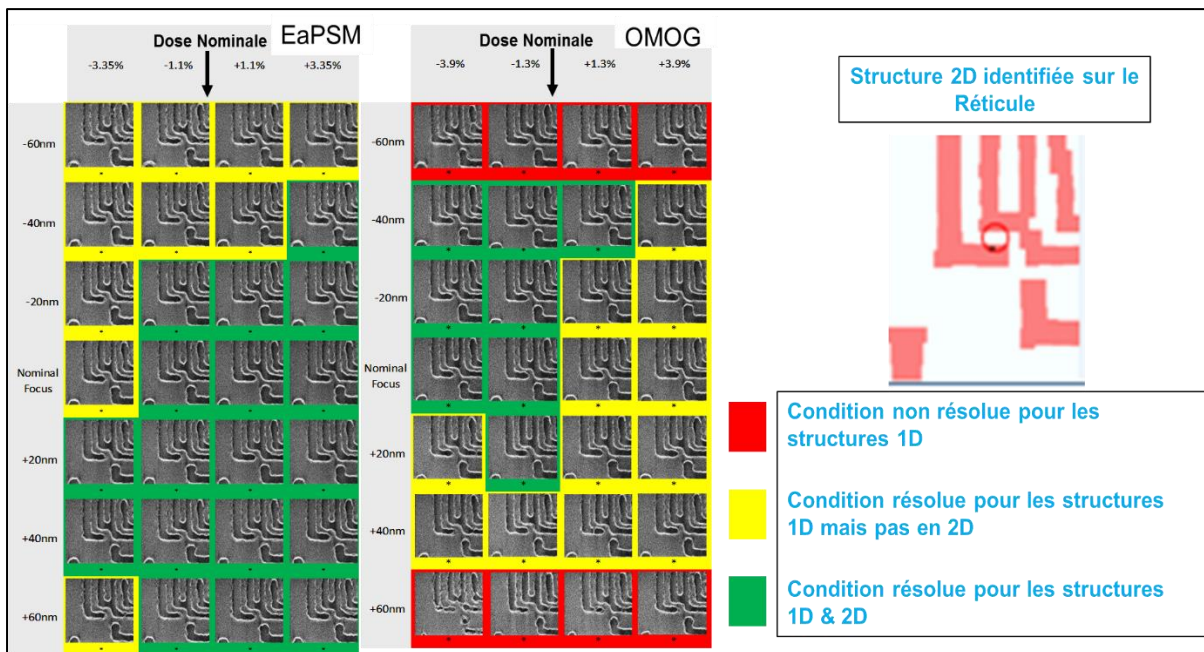 Dose Nominale EaPSM
-3.35% -1.1% +1.1% +3.35%
-60nm
-40nm
-20nm
Nominal
Focus
+20nm
+40nm
+60nm
Dose Nominale OMOG
-3.9% -1.3% +1.3% +3.9%
-60nm
-40nm
-20nm
Nominal
Focus
+20nm
+40nm
+60nm
Structure 2D identifiée sur le
Réticule
Condition non résolue pour les
structures 1D
Condition résolue pour les structures
1D mais pas en 2D
Condition résolue pour les structures
1D & 2D